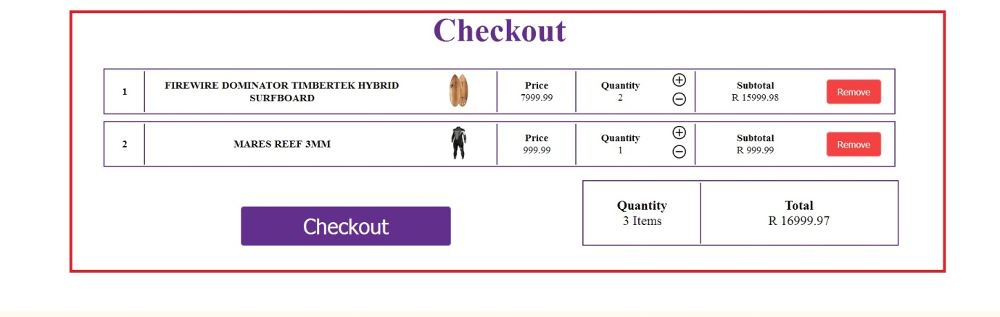 Checkout
1
FIREWIRE DOMINATOR TIMBERTEK HYBRID
SURFBOARD
Price
7999.99
Quantity
2
Subtotal
R 15999.98
Remove
2
MARES REEF 3MM
Price
999.99
Quantity
1
Subtotal
R 999.99
Remove
Checkout
Quantity
3 Items
Total
R 16999.97